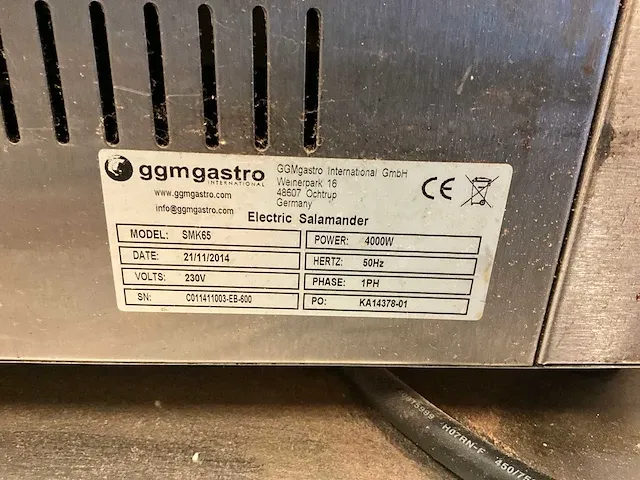 ggmgastro
INTERNATIONAL
www.ggmgastro.com
info@ggmgastro.com
GGMgastro International GmbH
Weinerpark 16
48607 Ochtrup
Germany
CE
Electric Salamander
MODEL: SMK65
POWER: 4000W
DATE: 21/11/2014
HERTZ: 50Hz
VOLTS: 230V
PHASE: 1PH
SN: C011411003-EB-600
PO: KA14378-01
H07RN-F 450/75